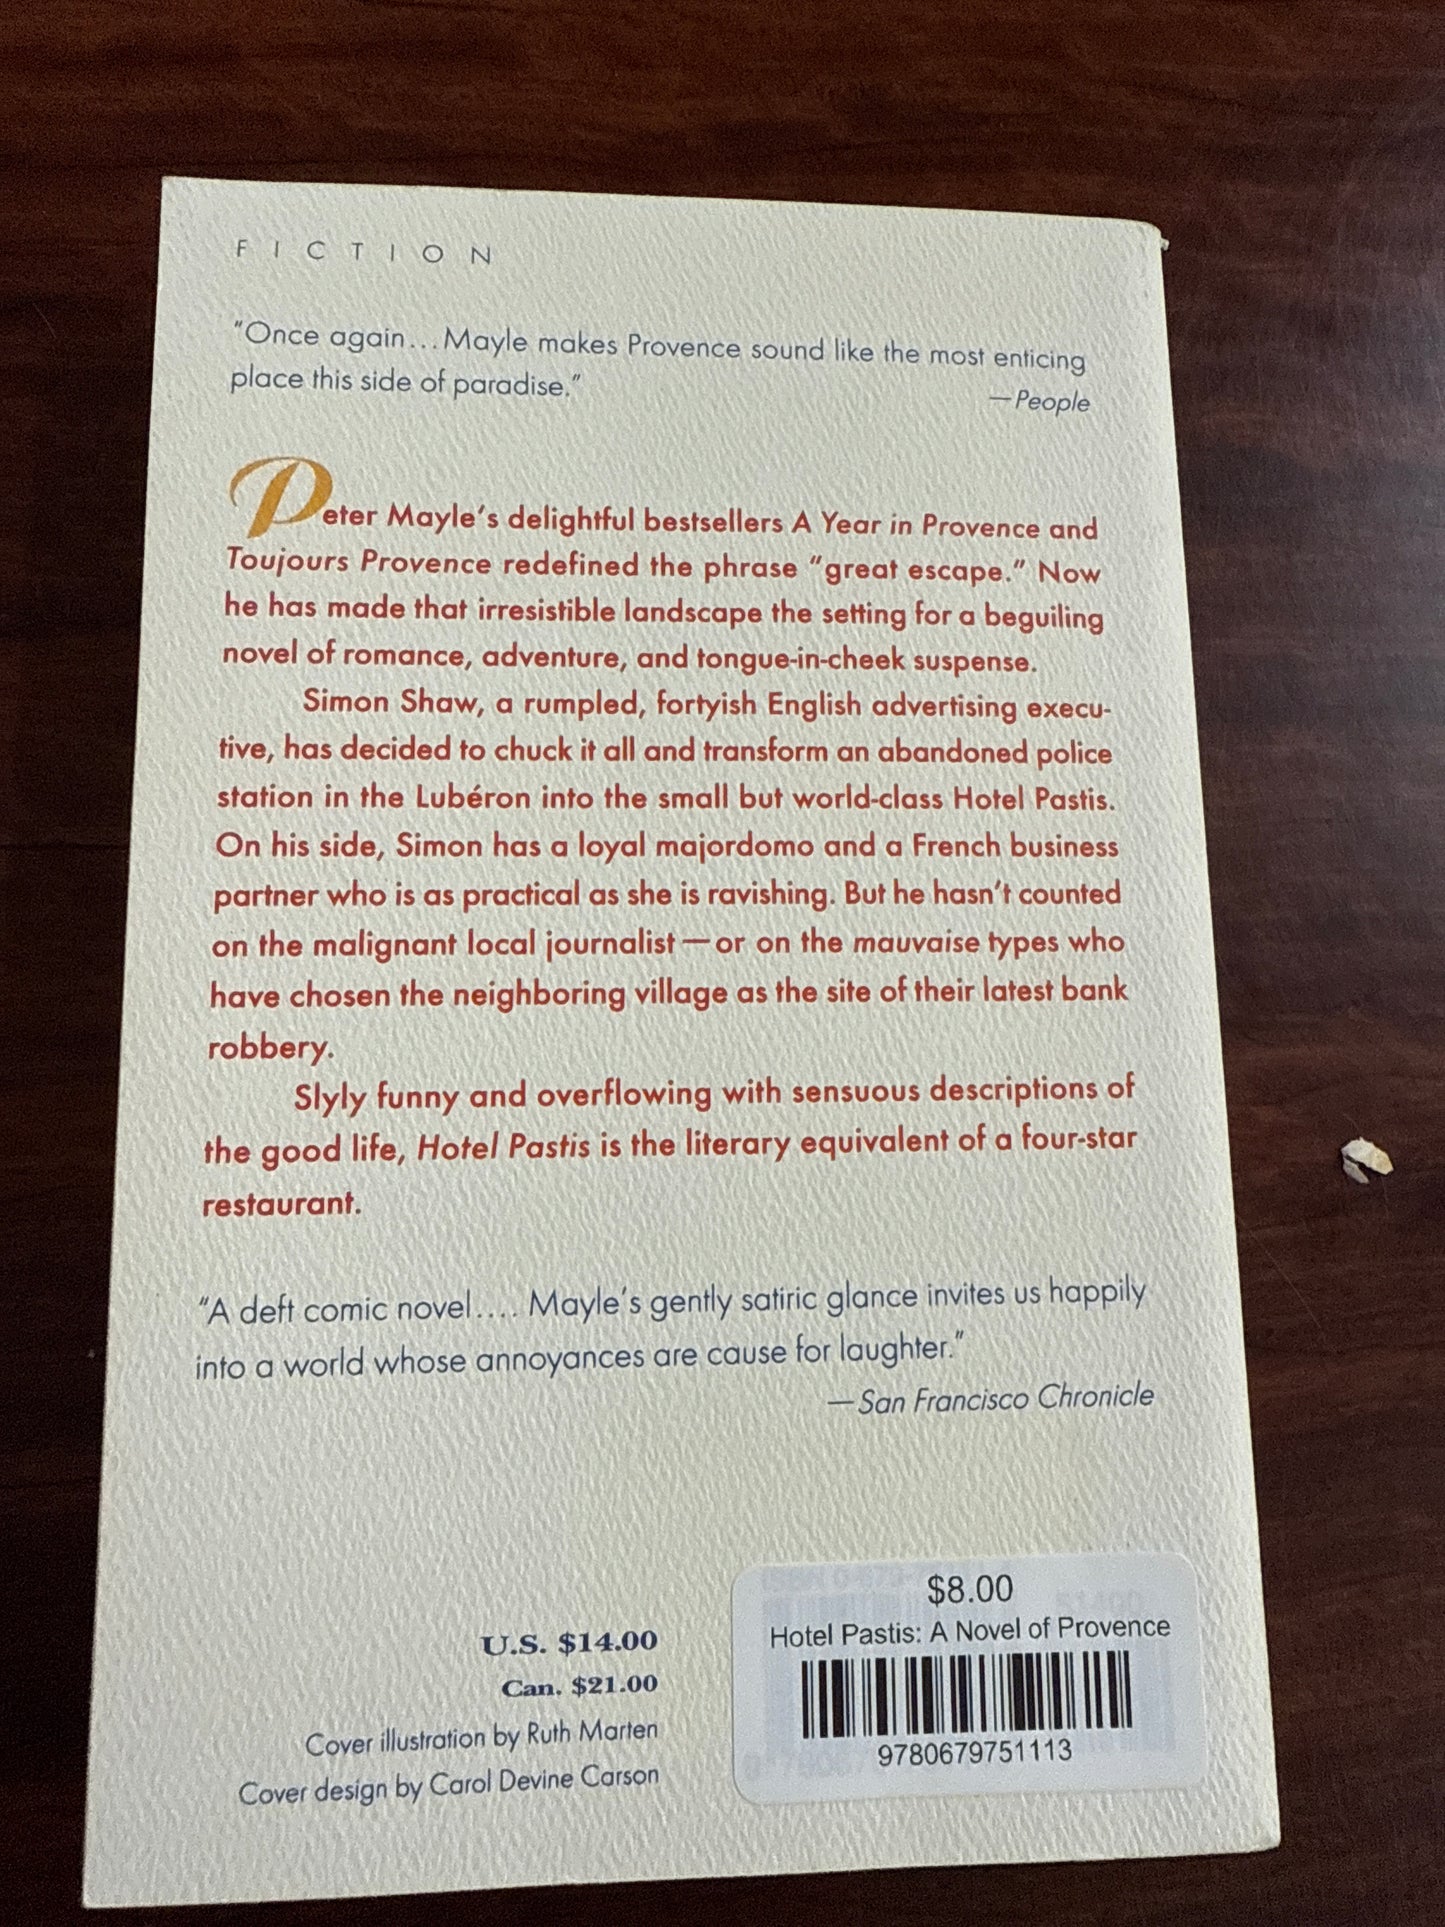 FICTION
"Once again... Mayle makes Provence sound like the most enticing
place this side of paradise."
—People
Peter Mayle's delightful bestsellers A Year in Provence and
Toujours Provence redefined the phrase "great escape." Now
he has made that irresistible landscape the setting for a beguiling
novel of romance, adventure, and tongue-in-cheek suspense.
Simon Shaw, a rumpled, fortyish English advertising execu-
tive, has decided to chuck it all and transform an abandoned police
station in the Lubéron into the small but world-class Hotel Pastis.
On his side, Simon has a loyal majordomo and a French business
partner who is as practical as she is ravishing. But he hasn't counted
on the malignant local journalist—or on the mauvaise types who
have chosen the neighboring village as the site of their latest bank
robbery.
Slyly funny and overflowing with sensuous descriptions of
the good life, Hotel Pastis is the literary equivalent of a four-star
restaurant.
"A deft comic novel.... Mayle's gently satiric glance invites us happily
into a world whose annoyances are cause for laughter."
—San Francisco Chronicle
U.S. $14.00
Can. $21.00
Cover illustration by Ruth Marten
Cover design by Carol Devine Carson
$8.00
Hotel Pastis: A Novel of Provence
9780679751113